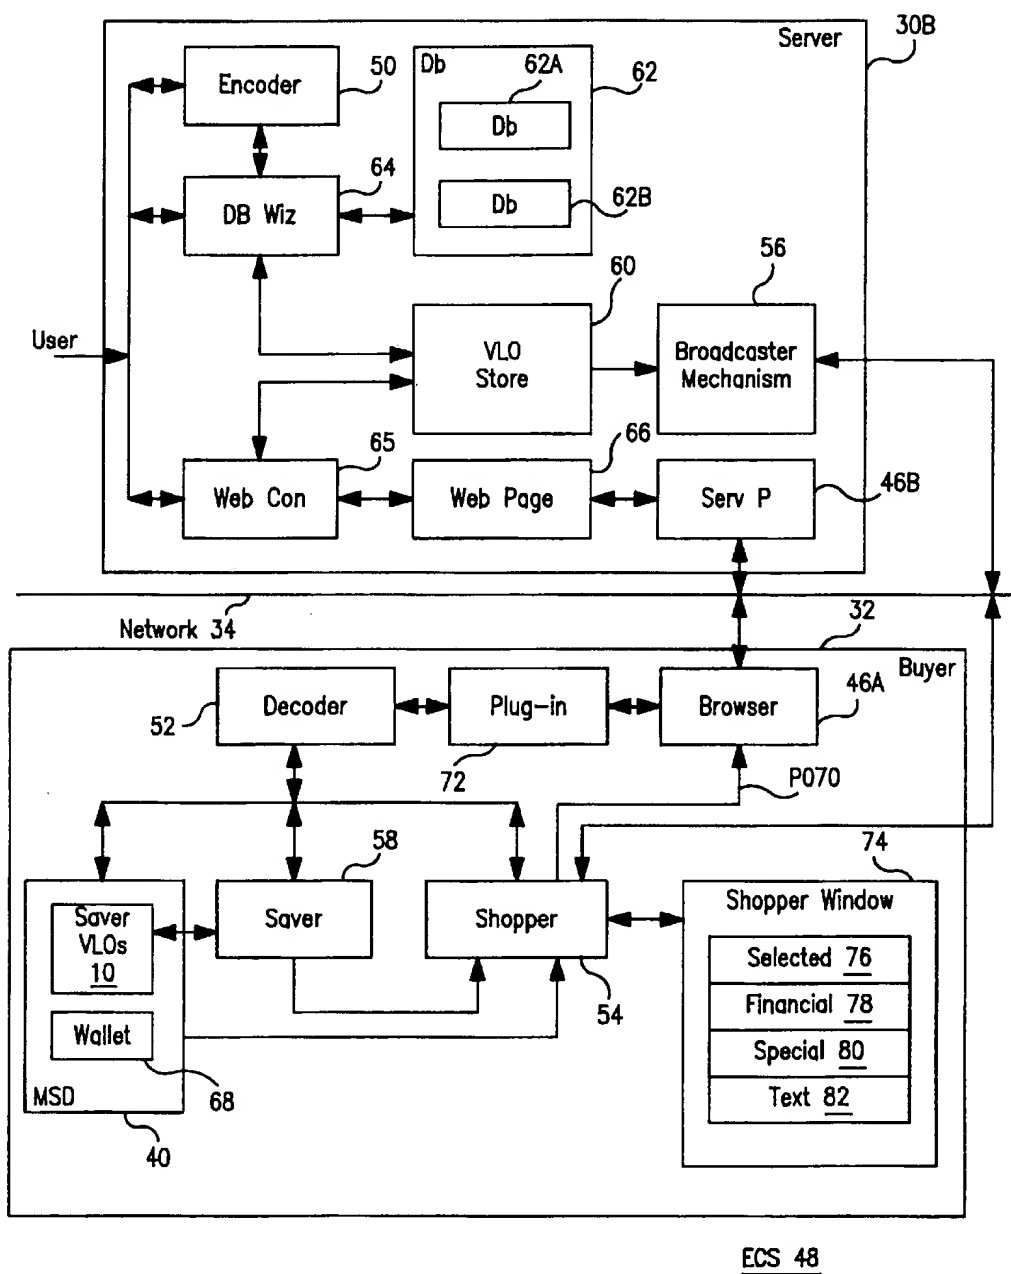 Server
30B
Encoder
50
Db
62A
62
Db
64
DB Wiz
Db
62B
56
60
User
VLO
Store
Broadcaster
Mechanism
65
66
Web Con
Web Page
Serv P
46B
Network 34
32
Buyer
Decoder
Plug-in
Browser
46A
52
72
P070
58
74
Saver
VLOs
10
Saver
Shopper
Shopper Window
Selected 76
Financial 78
54
Wallet
Special 80
68
Text 82
MSD
40
ECS 48